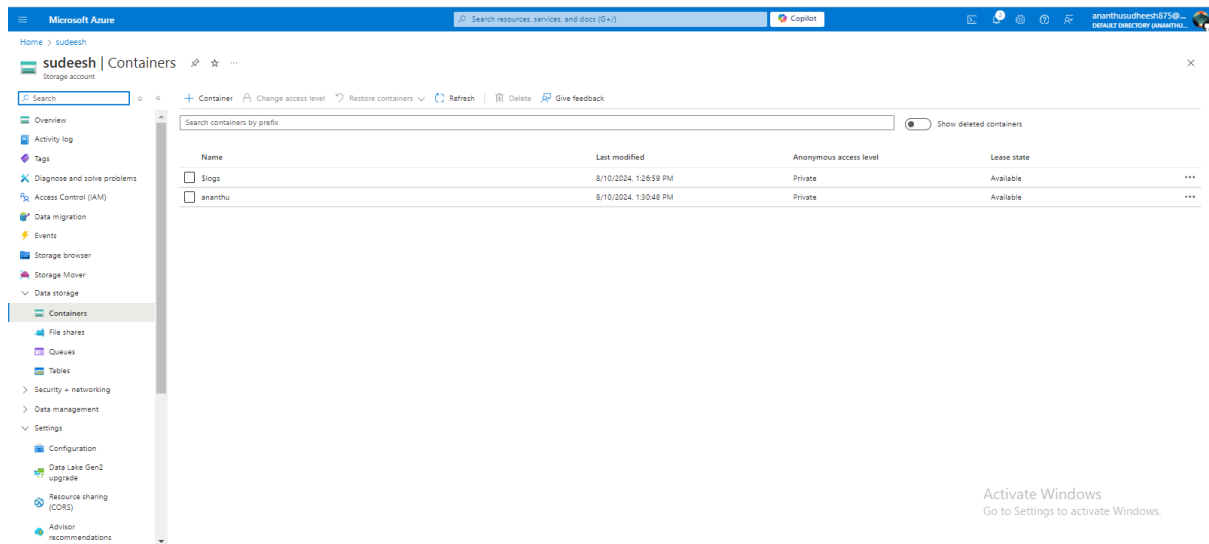 Microsoft Azure
Search resources, services, and docs (G+/)
Copilot
2
ananthusudheesh875@...
DEFAULT DIRECTORY (ANANTHU...
Home > sudeesh
sudeesh | Containers
Storage account
Search
Container
Change access level
Restore containers
Refresh
Delete
Give feedback
Search containers by prefix
Show deleted containers
Overview
Activity log
Tags
Diagnose and solve problems
Access Control (IAM)
Data migration
Events
Storage browser
Storage Mover
Data storage
Containers
File shares
Queues
Tables
Security + networking
Data management
Settings
Configuration
Data Lake Gen2
upgrade
Resource sharing
(CORS)
Advisor
recommendations
Name Last modified Anonymous access level Lease state
$logs 8/10/2024, 1:26:59 PM Private Available
ananthu 8/10/2024, 1:30:48 PM Private Available
Activate Windows
Go to Settings to activate Windows.